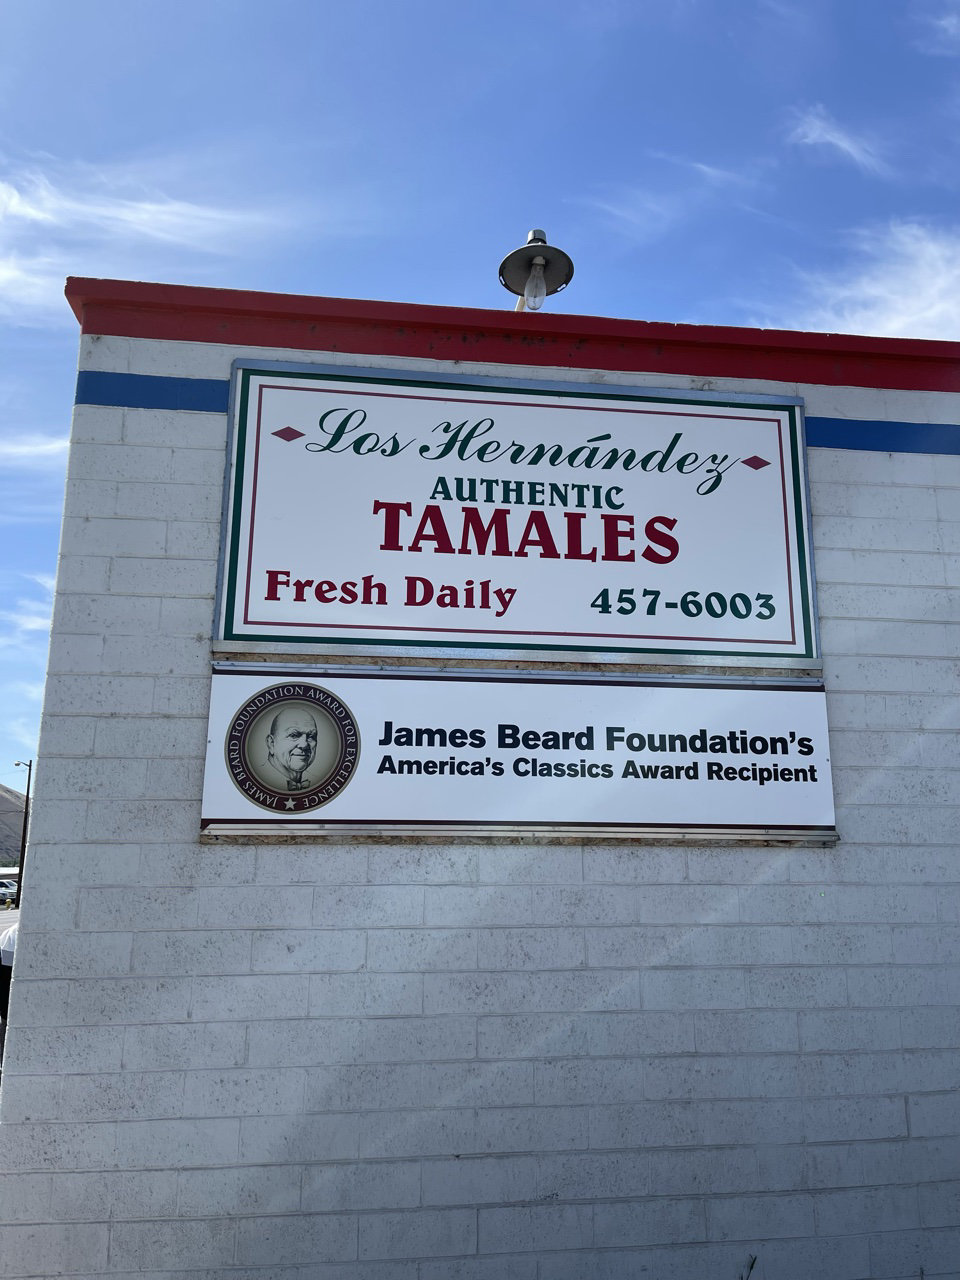 Los Hernández
AUTHENTIC
TAMALES
Fresh Daily 457-6003
JAMES BEARD FOUNDATION AWARD FOR EXCELLENCE
James Beard Foundation's
America's Classics Award Recipient